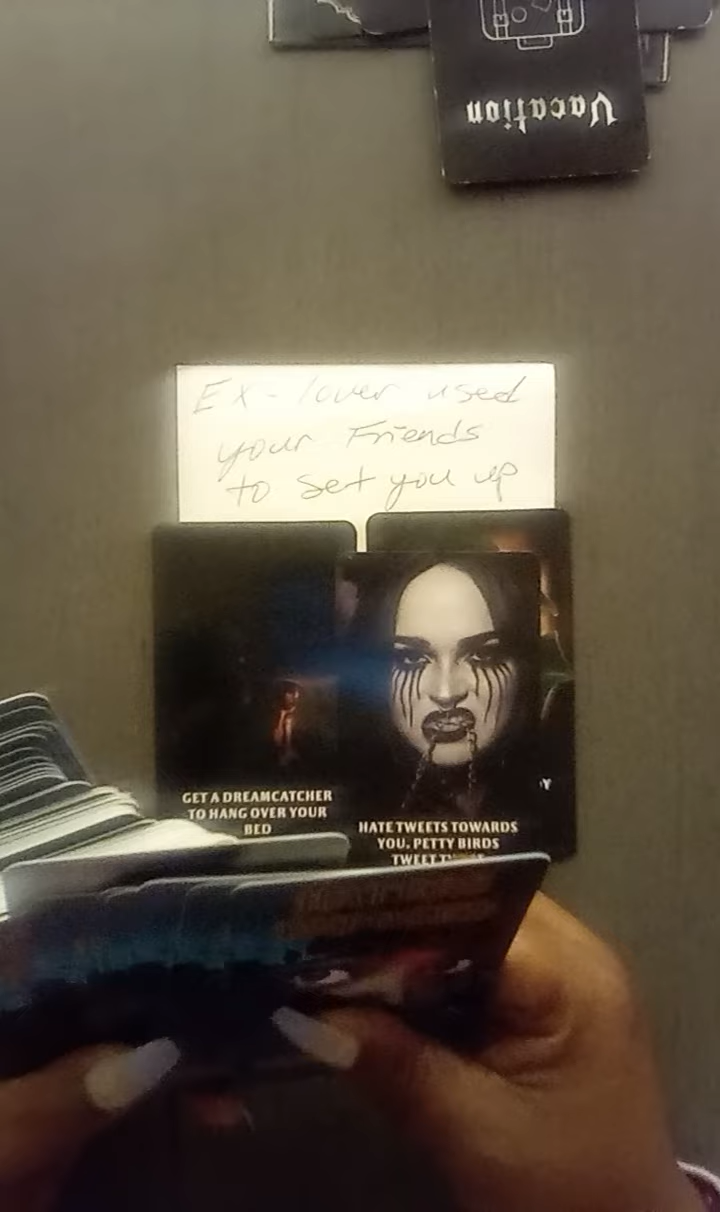 Vacation
Ex-lover used
your Friends
to set you up
GET A DREAMCATCHER
TO HANG OVER YOUR
BED
HATE TWEETS TOWARDS
YOU. PETTY BIRDS
TWEET
Y